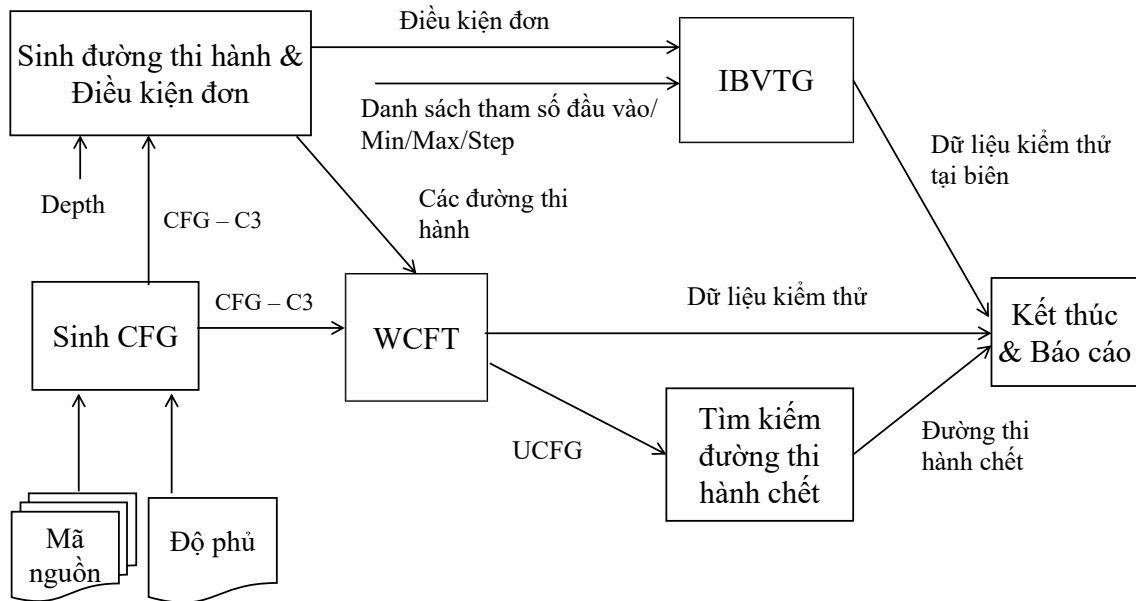 Điều kiện đơn
Sinh đường thi hành &
Điều kiện đơn
IBVTG
Danh sách tham số đầu vào/
Min/Max/Step
Dữ liệu kiểm thử
tại biên
Depth
CFG – C3
Các đường thi
hành
CFG – C3
Dữ liệu kiểm thử
Sinh CFG
WCFT
Kết thúc
& Báo cáo
UCFG
Tìm kiếm
đường thi
hành chết
Đường thi
hành chết
Mã
nguồn
Độ phủ